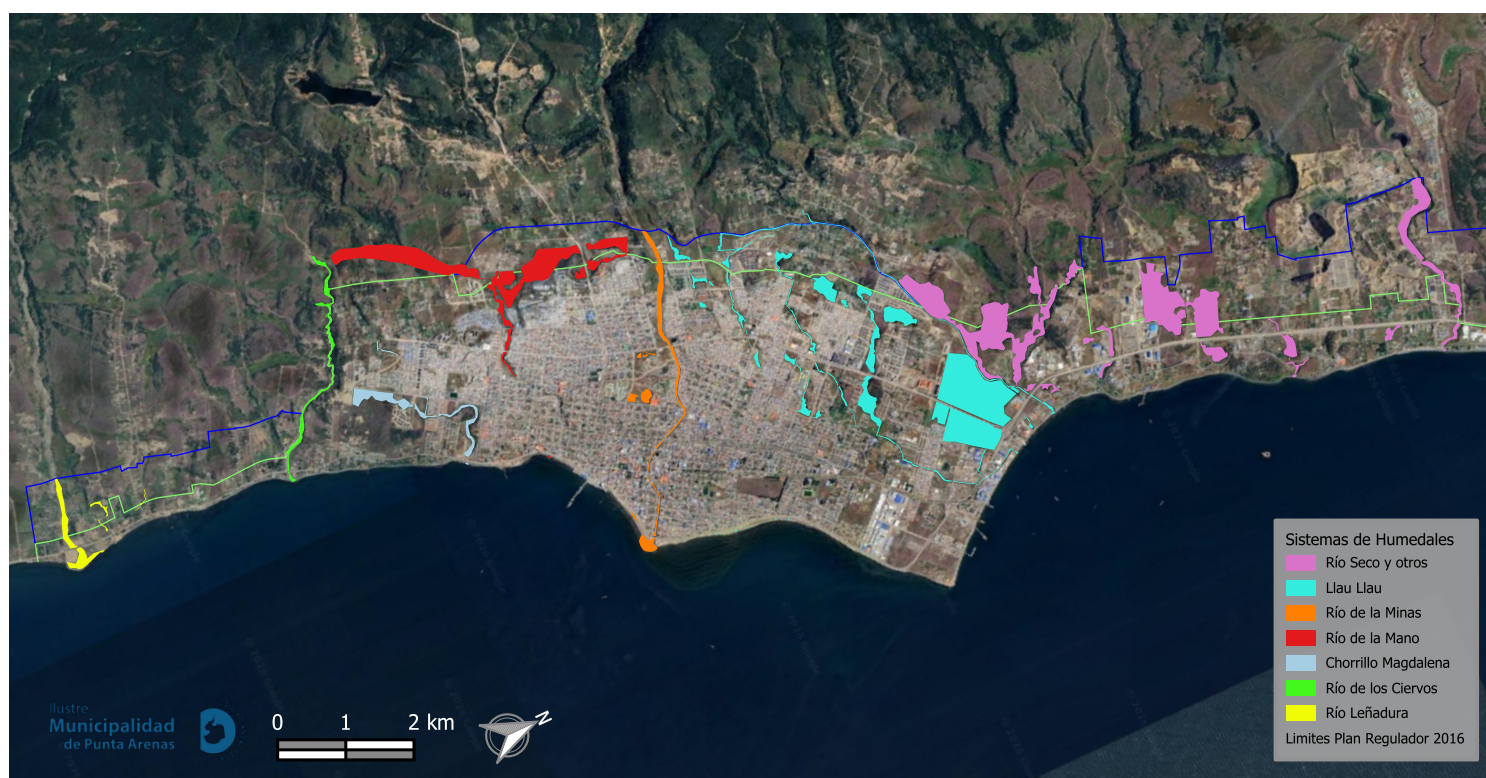 Sistemas de Humedales
Río Seco y otros
Llau Llau
Río de la Minas
Río de la Mano
Chorrillo Magdalena
Río de los Ciervos
Río Leñadura
Limites Plan Regulador 2016
Ilustre
Municipalidad
de Punta Arenas
0 1 2 km
N